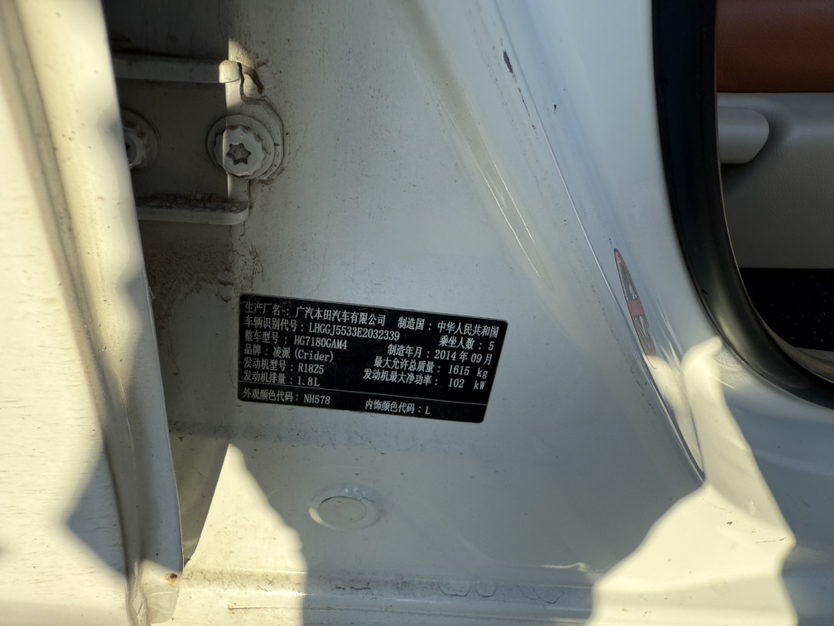 生产厂名：广汽本田汽车有限公司 制造国：中华人民共和国
车辆识别代号：LHGGJ5533E2032339 乘坐人数：5
整车型号：HG7180GAM4 制造年月：2014年09月
品牌：凌派(Crider) 最大允许总质量：1615 kg
发动机型号：R18Z5 发动机最大净功率：102 kW
发动机排量：1.8L
外观颜色代码：NH578 内饰颜色代码：L